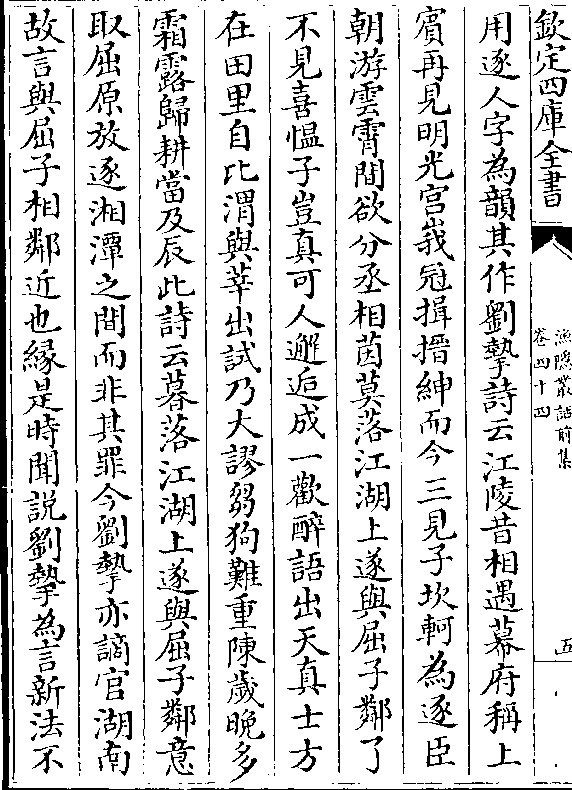 欽定四庫全書
漁隱叢話前集
卷四十四
五
用逐人字為韻其作劉摯詩云江陵昔相遇幕府稱上
賓再見明光宮峩冠揖搢紳而今三見子坎軻為逐臣
朝游雲霄間欲分丞相茵莫落江湖上遂與屈子鄰了
不見喜愠子豈真可人邂逅成一歡醉語出天真士方
在田里自比渭與莘出試乃大謬芻狗難重陳歲晚多
霜露歸耕當及辰此詩云暮落江湖上遂與屈子鄰意
取屈原放逐湘潭之間而非其罪今劉摯亦謫官湖南
故言與屈子相鄰近也緣是時聞說劉摯為言新法不